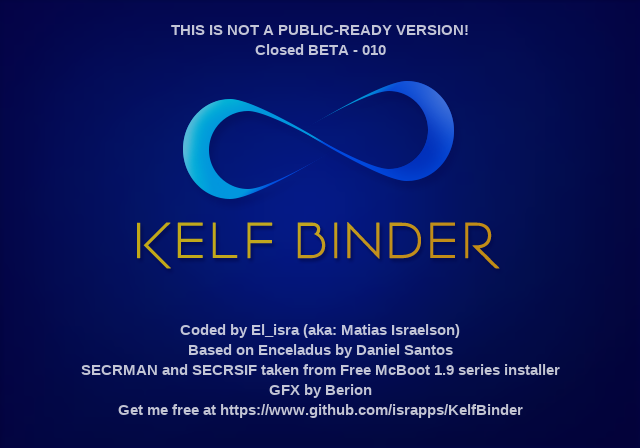 THIS IS NOT A PUBLIC-READY VERSION!
Closed BETA - 010
KELF BINDER
Coded by El_isra (aka: Matias Israelson)
Based on Enceladus by Daniel Santos
SECRMAN and SECRSIF taken from Free McBoot 1.9 series installer
GFX by Berion
Get me free at https://www.github.com/israpps/KelfBinder